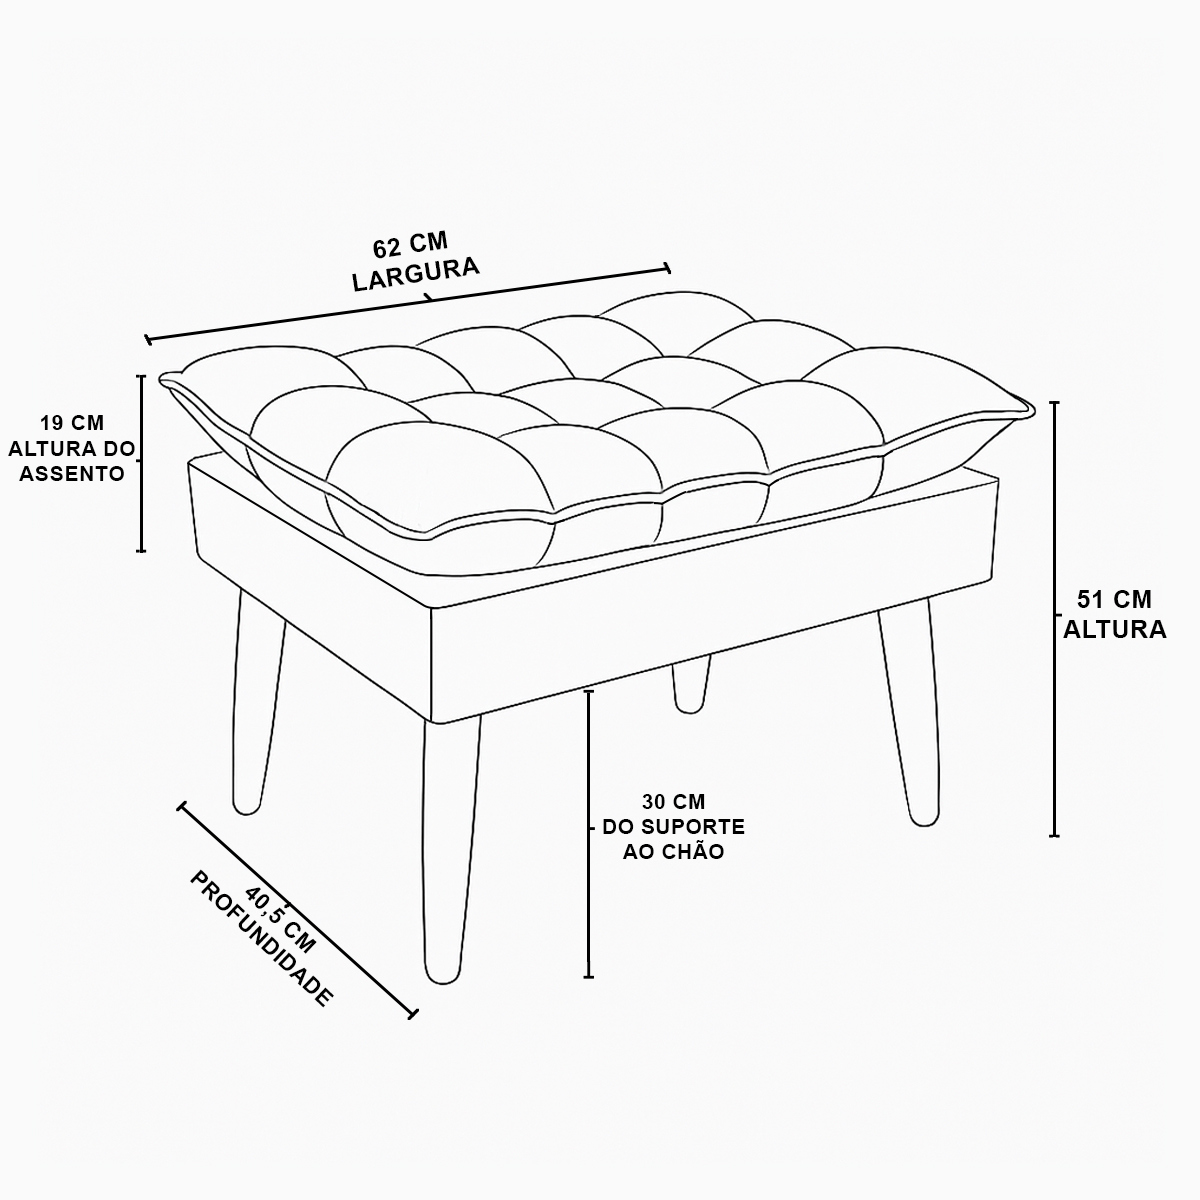 62 CM
LARGURA
19 CM
ALTURA DO
ASSENTO
51 CM
ALTURA
30 CM
DO SUPORTE
AO CHÃO
40,5 CM
PROFUNDIDADE